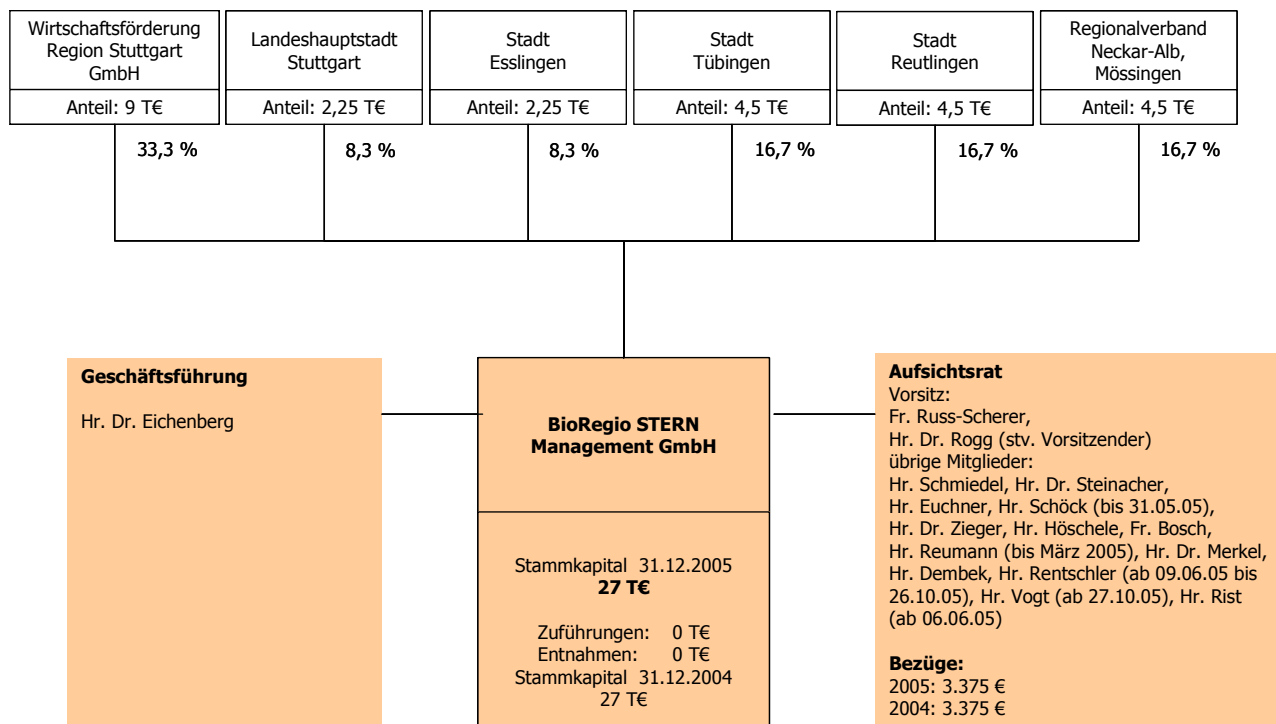 Wirtschaftsförderung
Region Stuttgart
GmbH
Anteil: 9 T€
33,3 %
Landeshauptstadt
Stuttgart
Anteil: 2,25 T€
8,3 %
Stadt
Esslingen
Anteil: 2,25 T€
8,3 %
Stadt
Tübingen
Anteil: 4,5 T€
16,7 %
Stadt
Reutlingen
Anteil: 4,5 T€
16,7 %
Regionalverband
Neckar-Alb,
Mössingen
Anteil: 4,5 T€
16,7 %
Geschäftsführung
Hr. Dr. Eichenberg
BioRegio STERN
Management GmbH
Stammkapital 31.12.2005
27 T€
Zuführungen: 0 T€
Entnahmen: 0 T€
Stammkapital 31.12.2004
27 T€
Aufsichtsrat
Vorsitz:
Fr. Russ-Scherer,
Hr. Dr. Rogg (stv. Vorsitzender)
übrige Mitglieder:
Hr. Schmiedel, Hr. Dr. Steinacher,
Hr. Euchner, Hr. Schöck (bis 31.05.05),
Hr. Dr. Zieger, Hr. Höschele, Fr. Bosch,
Hr. Reumann (bis März 2005), Hr. Dr. Merkel,
Hr. Dembek, Hr. Rentschler (ab 09.06.05 bis
26.10.05), Hr. Vogt (ab 27.10.05), Hr. Rist
(ab 06.06.05)
Bezüge:
2005: 3.375 €
2004: 3.375 €